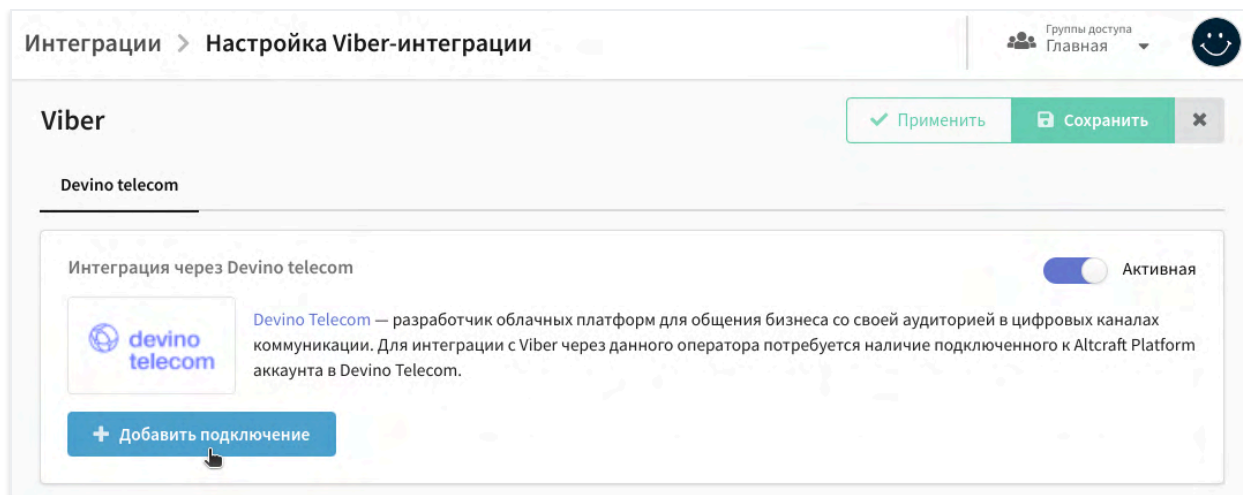 Интеграции > Настройка Viber-интеграции
Группы доступа
Главная
Viber
Применить
Сохранить
Devino telecom
Интеграция через Devino telecom
Активная
devino
telecom
Devino Telecom — разработчик облачных платформ для общения бизнеса со своей аудиторией в цифровых каналах
коммуникации. Для интеграции с Viber через данного оператора потребуется наличие подключенного к Altcraft Platform
аккаунта в Devino Telecom.
+ Добавить подключение